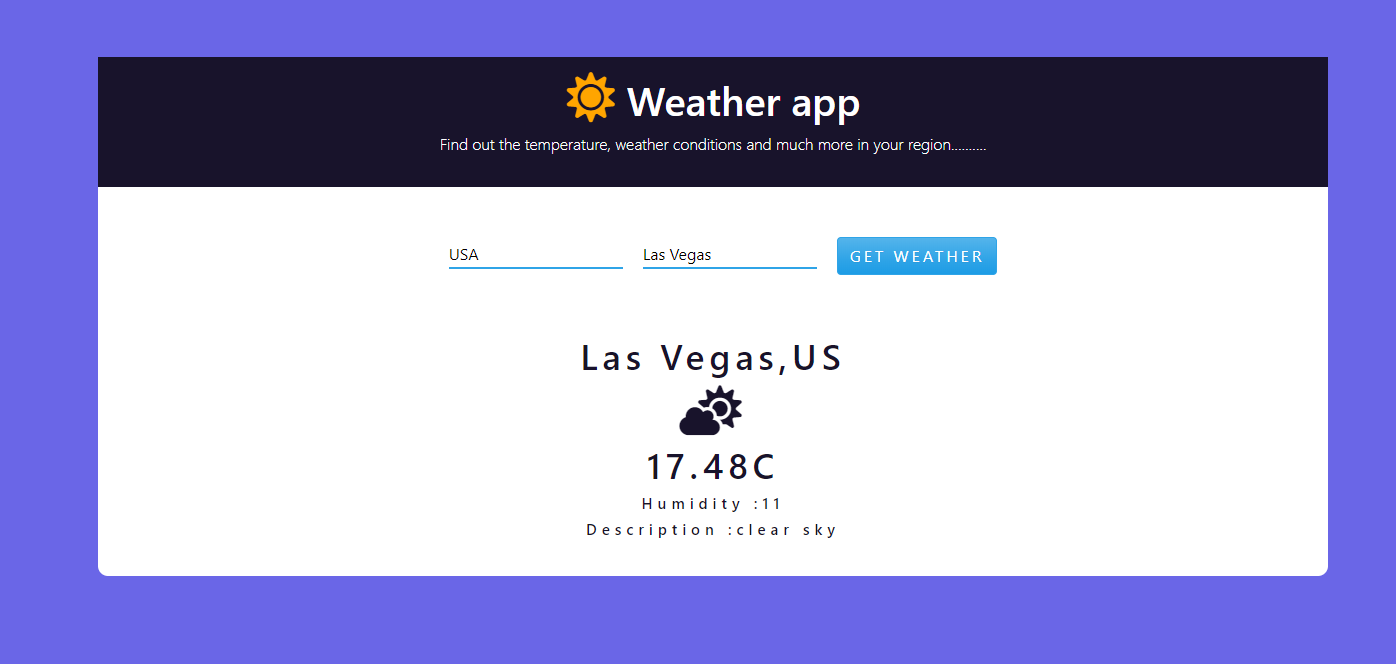 Weather app
Find out the temperature, weather conditions and much more in your region..........
USA Las Vegas GET WEATHER
Las Vegas,US
17.48C
Humidity :11
Description :clear sky